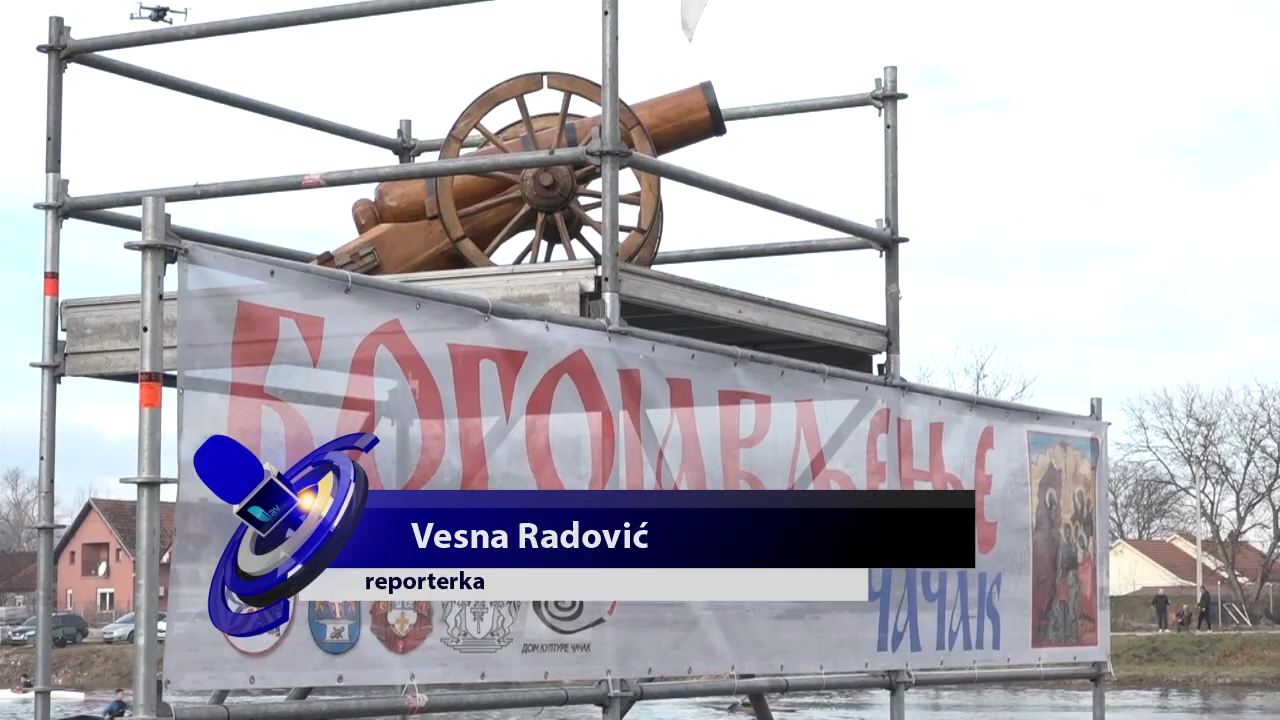 БОГОЈАВЉЕЊЕ
Vesna Radović
reporterka
ЧАЧАК
ДОМ КУЛТУРЕ ЧАЧАК